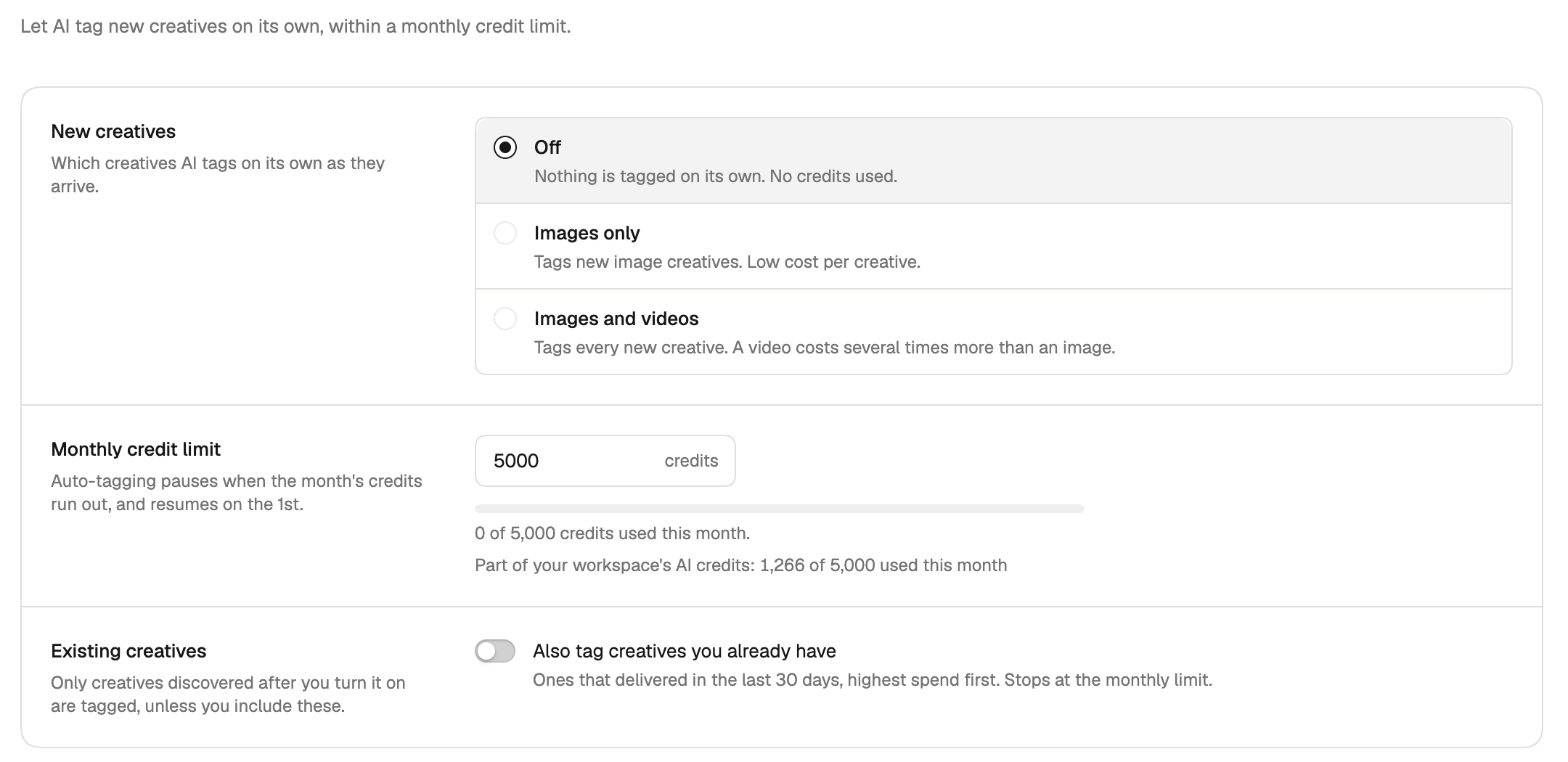 Let AI tag new creatives on its own, within a monthly credit limit.
New creatives
Which creatives AI tags on its own as they
arrive.
Off
Nothing is tagged on its own. No credits used.
Images only
Tags new image creatives. Low cost per creative.
Images and videos
Tags every new creative. A video costs several times more than an image.
Monthly credit limit
Auto-tagging pauses when the month's credits
run out, and resumes on the 1st.
5000 credits
0 of 5,000 credits used this month.
Part of your workspace's AI credits: 1,266 of 5,000 used this month
Existing creatives
Only creatives discovered after you turn it on
are tagged, unless you include these.
Also tag creatives you already have
Ones that delivered in the last 30 days, highest spend first. Stops at the monthly limit.